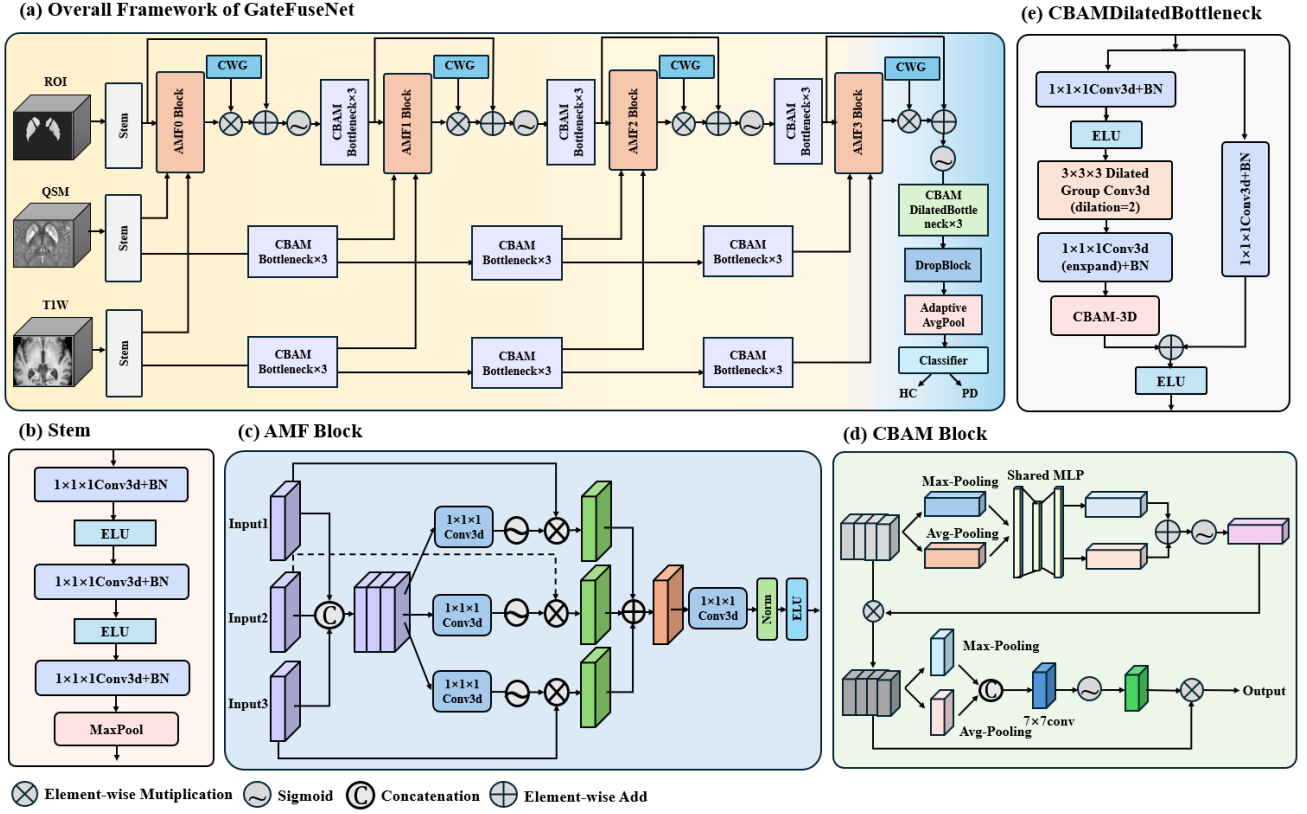 (a) Overall Framework of GateFuseNet
ROI
Stem
AMF0 Block
CWG
CBAM
Bottleneck×3
AMF1 Block
CWG
CBAM
Bottleneck×3
AMF2 Block
CWG
CBAM
Bottleneck×3
AMF3 Block
CWG
QSM
Stem
CBAM
Bottleneck×3
CBAM
Bottleneck×3
CBAM
Bottleneck×3
T1W
Stem
CBAM
Bottleneck×3
CBAM
Bottleneck×3
CBAM
Bottleneck×3
CBAM
DilatedBottle
neck×3
DropBlock
Adaptive
AvgPool
Classifier
HC
PD
(e) CBAMDilatedBottleneck
1×1×1Conv3d+BN
ELU
3×3×3 Dilated
Group Conv3d
(dilation=2)
1×1×1Conv3d
(enxpand)+BN
CBAM-3D
1×1×1Conv3d+BN
ELU
(b) Stem
1×1×1Conv3d+BN
ELU
1×1×1Conv3d+BN
ELU
1×1×1Conv3d+BN
MaxPool
(c) AMF Block
Input1
Input2
Input3
C
1×1×1
Conv3d
1×1×1
Conv3d
1×1×1
Conv3d
1×1×1
Conv3d
Norm
ELU
(d) CBAM Block
Max-Pooling
Avg-Pooling
Shared MLP
Max-Pooling
Avg-Pooling
C
7×7conv
Output
Element-wise Mutiplication
Sigmoid
C Concatenation
Element-wise Add